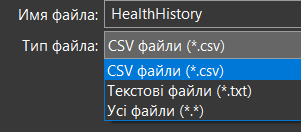 Имя файла: HealthHistory
Тип файла: CSV файли (*.csv)
CSV файли (*.csv)
Текстові файли (*.txt)
Усі файли (*.*)